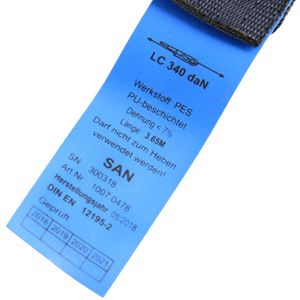 LC 340 daN
Werkstoff: PES
PU-beschichtet
Dehnung < 7%
Länge: 3.65M
Darf nicht zum Heben
verwendet werden!
SAN
SN 300318
Art.Nr 1007 0478
Herstellungsjahr 05.2018
DIN EN 12195-2
Geprüft
2018 2019 2020 2021